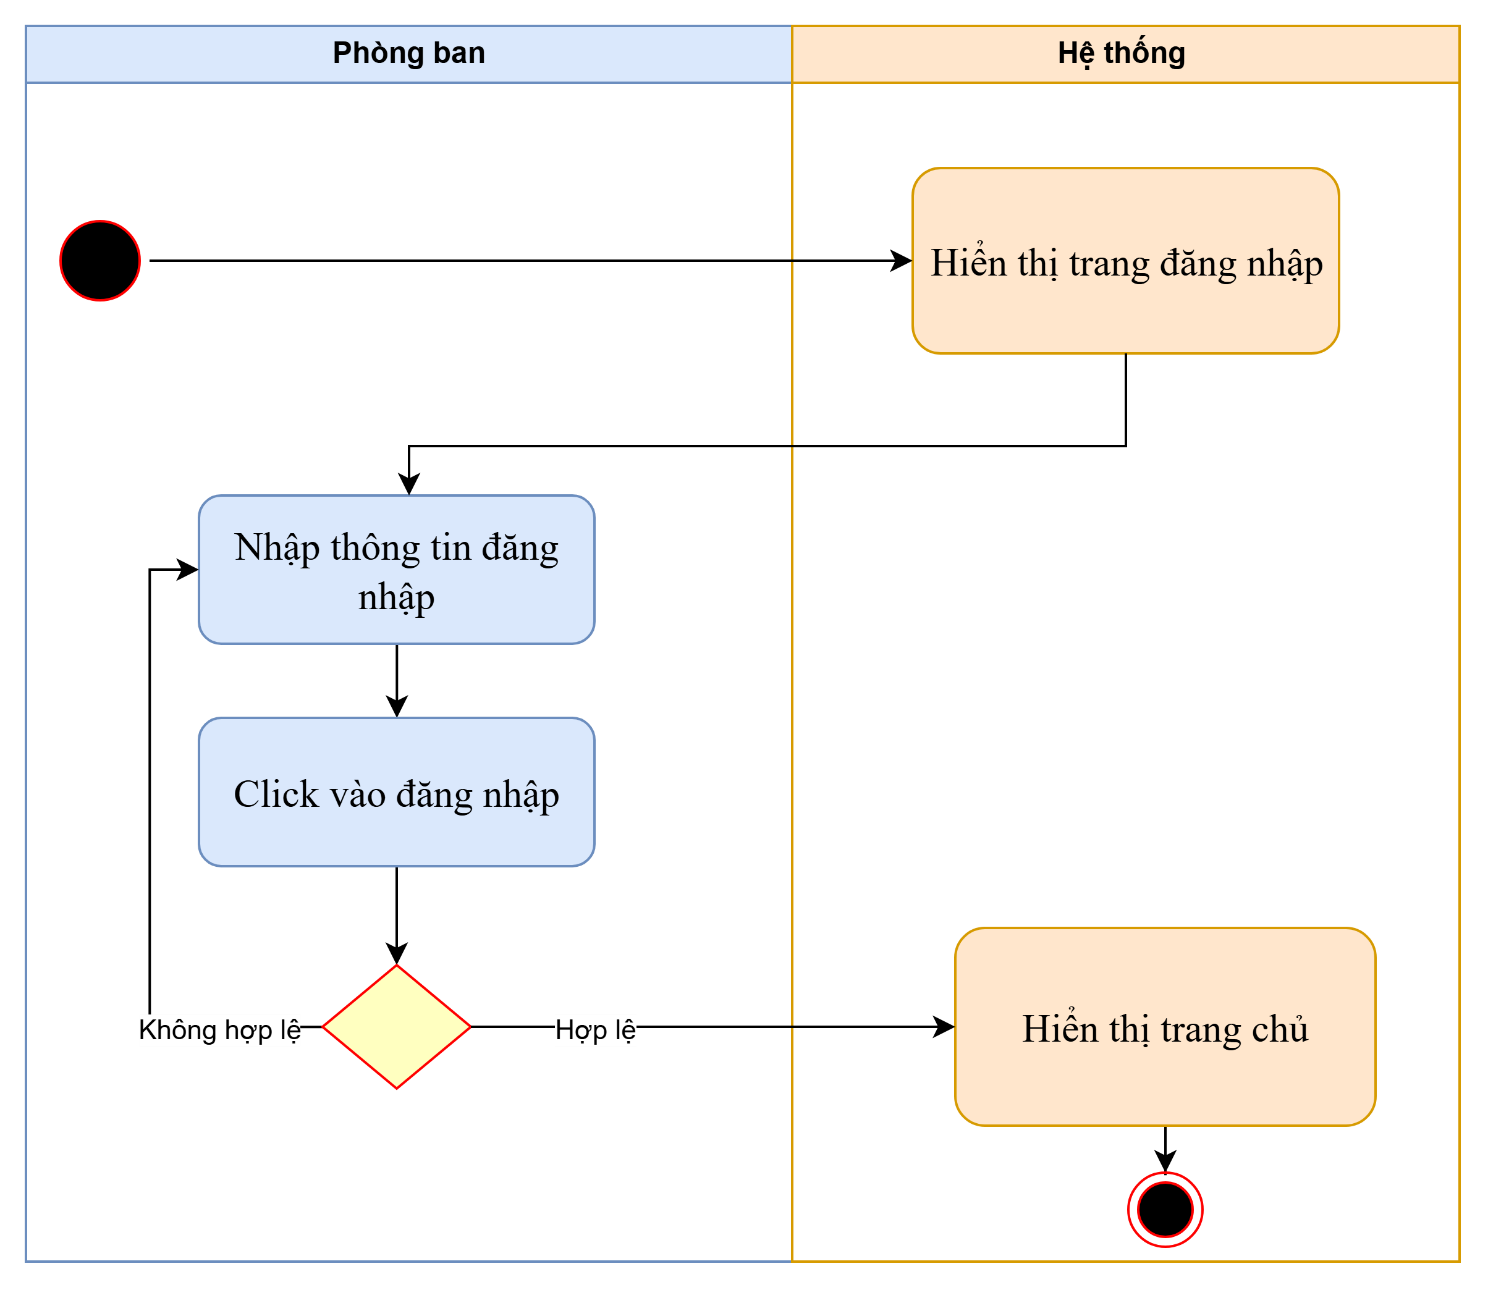 Phòng ban
Hệ thống
Hiển thị trang đăng nhập
Nhập thông tin đăng
nhập
Click vào đăng nhập
Không hợp lệ
Hợp lệ
Hiển thị trang chủ